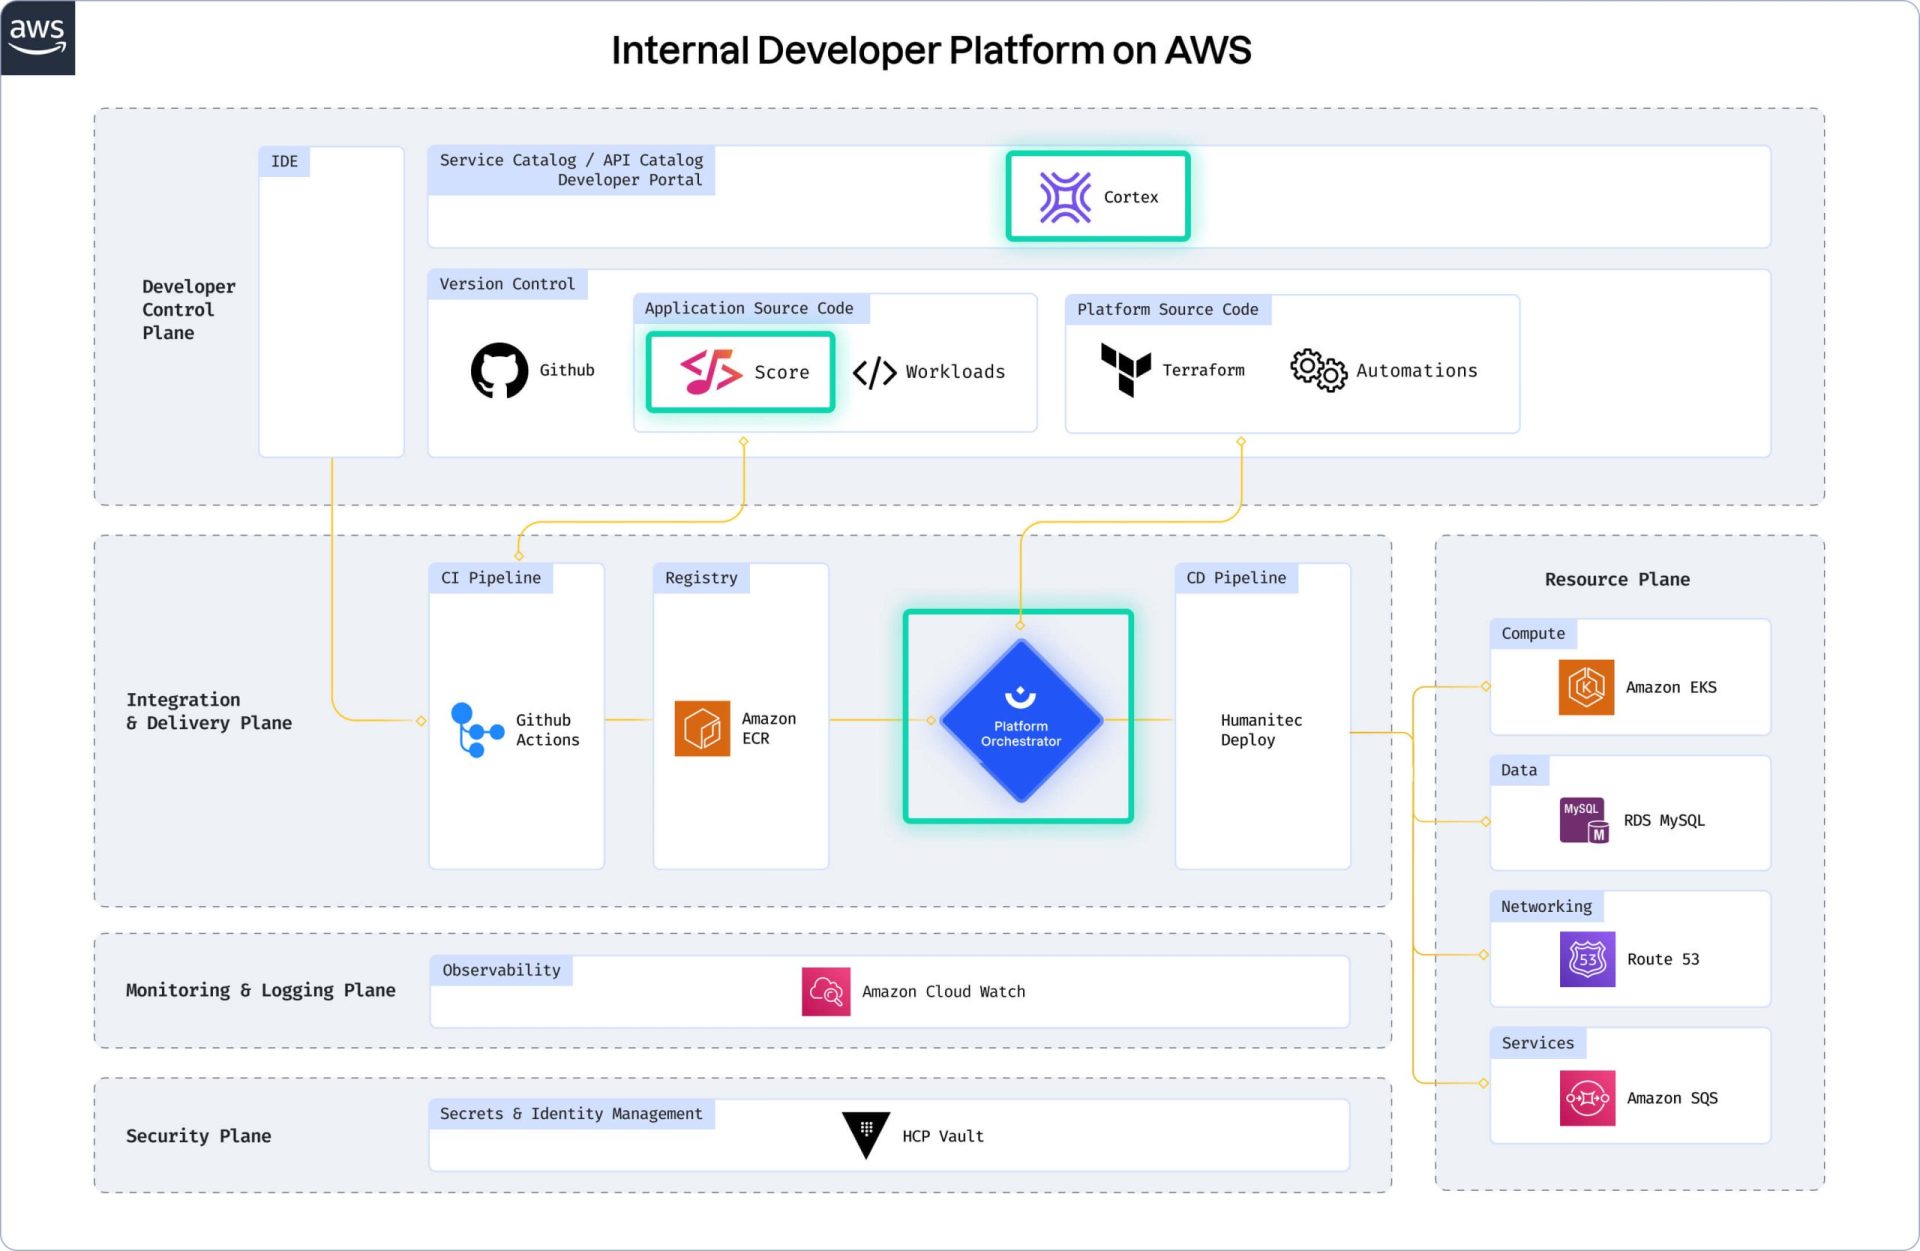 aws
Internal Developer Platform on AWS
Developer
Control
Plane
IDE
Service Catalog / API Catalog
Developer Portal
Cortex
Version Control
Github
Application Source Code
Score
</> Workloads
Platform Source Code
Terraform
Automations
Integration
& Delivery Plane
CI Pipeline
Github
Actions
Registry
Amazon
ECR
Platform
Orchestrator
CD Pipeline
Humanitec
Deploy
Resource Plane
Compute
K
Amazon EKS
Data
MySQL
M
RDS MySQL
Networking
53
Route 53
Services
Amazon SQS
Monitoring & Logging Plane
Observability
Amazon Cloud Watch
Security Plane
Secrets & Identity Management
HCP Vault